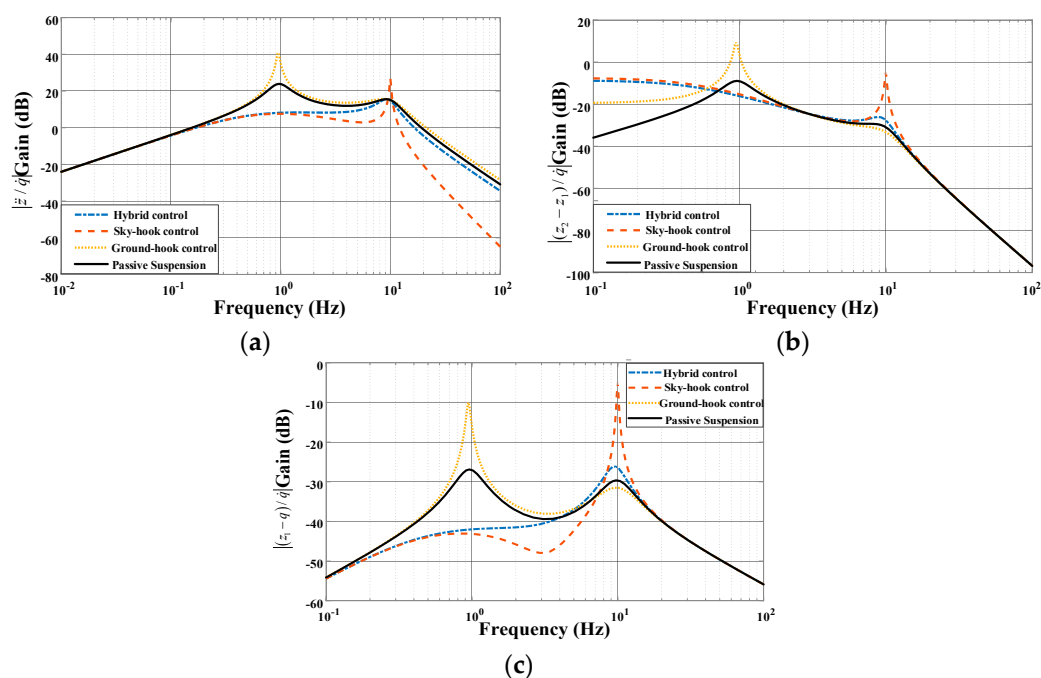 |z̈ / q̇|Gain (dB)
60
40
20
0
-20
-40
-60
-80
Hybrid control
Sky-hook control
Ground-hook control
Passive Suspension
10⁻² 10⁻¹ 10⁰ 10¹ 10²
Frequency (Hz)
(a)
|(z₂ − z₁) / q̇|Gain (dB)
20
0
-20
-40
-60
-80
-100
Hybrid control
Sky-hook control
Ground-hook control
Passive Suspension
10⁻¹ 10⁰ 10¹ 10²
Frequency (Hz)
(b)
|(z₁ − q) / q̇|Gain (dB)
0
-10
-20
-30
-40
-50
-60
Hybrid control
Sky-hook control
Ground-hook control
Passive Suspension
10⁻¹ 10⁰ 10¹ 10²
Frequency (Hz)
(c)